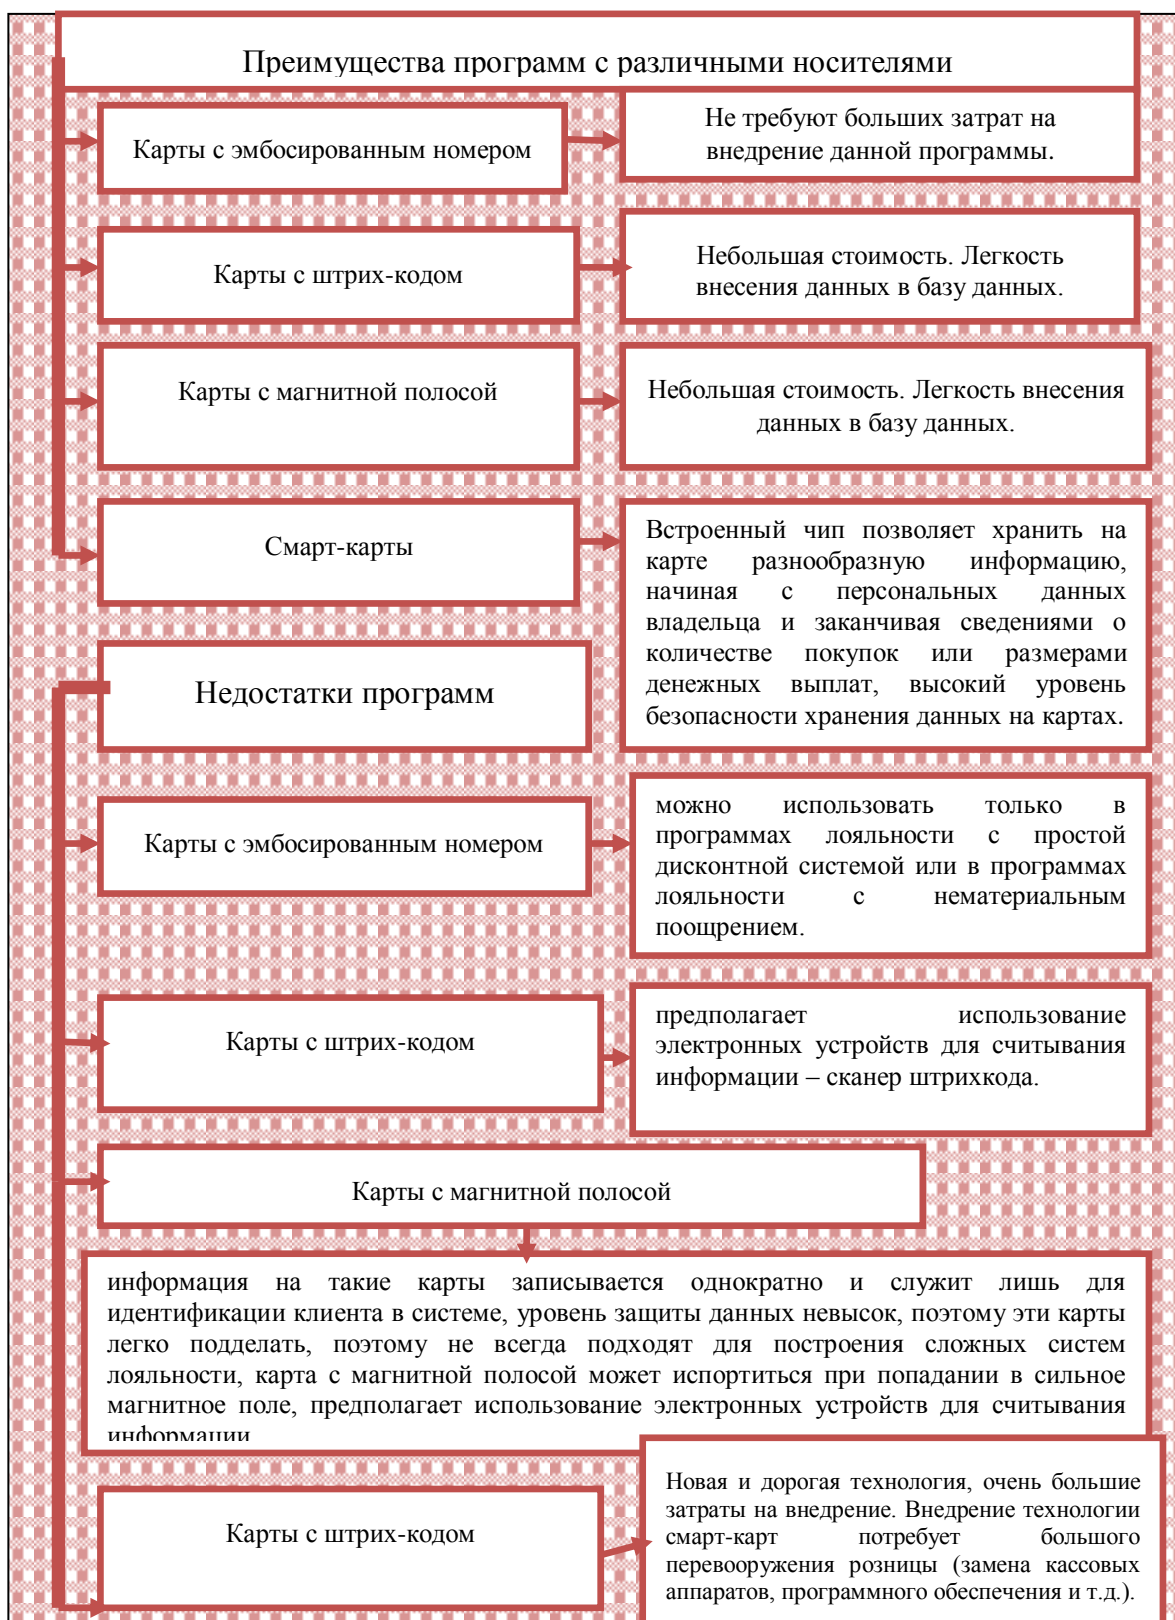 Преимущества программ с различными носителями
Карты с эмбосированным номером
Не требуют больших затрат на
внедрение данной программы.
Карты с штрих-кодом
Небольшая стоимость. Легкость
внесения данных в базу данных.
Карты с магнитной полосой
Небольшая стоимость. Легкость внесения
данных в базу данных.
Смарт-карты
Встроенный чип позволяет хранить на
карте разнообразную информацию,
начиная с персональных данных
владельца и заканчивая сведениями о
количестве покупок или размерами
денежных выплат, высокий уровень
безопасности хранения данных на картах.
Недостатки программ
Карты с эмбосированным номером
можно использовать только в
программах лояльности с простой
дисконтной системой или в программах
лояльности с нематериальным
поощрением.
Карты с штрих-кодом
предполагает использование
электронных устройств для считывания
информации – сканер штрихкода.
Карты с магнитной полосой
информация на такие карты записывается однократно и служит лишь для
идентификации клиента в системе, уровень защиты данных невысок, поэтому эти карты
легко подделать, поэтому не всегда подходят для построения сложных систем
лояльности, карта с магнитной полосой может испортиться при попадании в сильное
магнитное поле, предполагает использование электронных устройств для считывания
информации
Карты с штрих-кодом
Новая и дорогая технология, очень большие
затраты на внедрение. Внедрение технологии
смарт-карт потребует большого
перевооружения розницы (замена кассовых
аппаратов, программного обеспечения и т.д.).